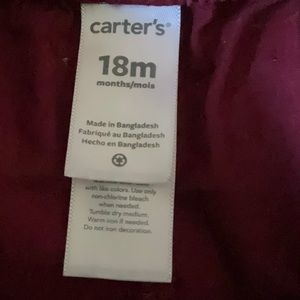 carter's®
18m
months/mois
Made in Bangladesh
Fabriqué au Bangladesh
Hecho en Bangladesh
with like colors. Use only
non-chlorine bleach
when needed.
Tumble dry medium.
Warm iron if needed.
Do not iron decoration.